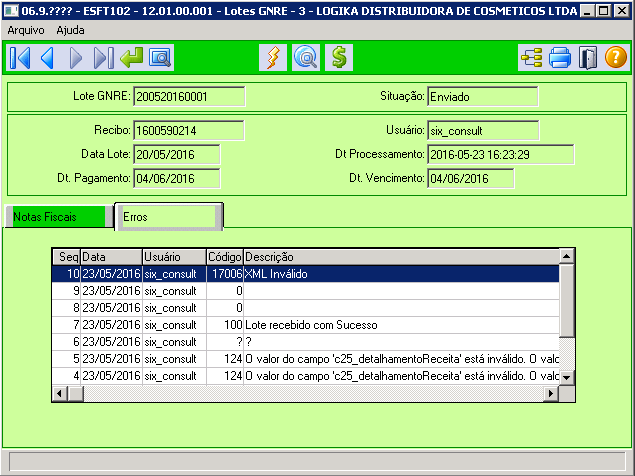 06.9.???? - ESFT102 - 12.01.00.001 - Lotes GNRE - 3 - LOGIKA DISTRIBUIDORA DE COSMETICOS LTDA
Arquivo Ajuda
Lote GNRE: 200520160001 Situação: Enviado
Recibo: 1600590214 Usuário: six_consult
Data Lote: 20/05/2016 Dt Processamento: 2016-05-23 16:23:29
Dt. Pagamento: 04/06/2016 Dt. Vencimento: 04/06/2016
Notas Fiscais Erros
Seq Data Usuário Código Descrição
10 23/05/2016 six_consult 17006 XML Inválido
9 23/05/2016 six_consult 0
8 23/05/2016 six_consult 0
7 23/05/2016 six_consult 100 Lote recebido com Sucesso
6 23/05/2016 six_consult ? ?
5 23/05/2016 six_consult 124 O valor do campo 'c25_detalhamentoReceita' está inválido. O valo
4 23/05/2016 six_consult 124 O valor do campo 'c25_detalhamentoReceita' está inválido. O valo